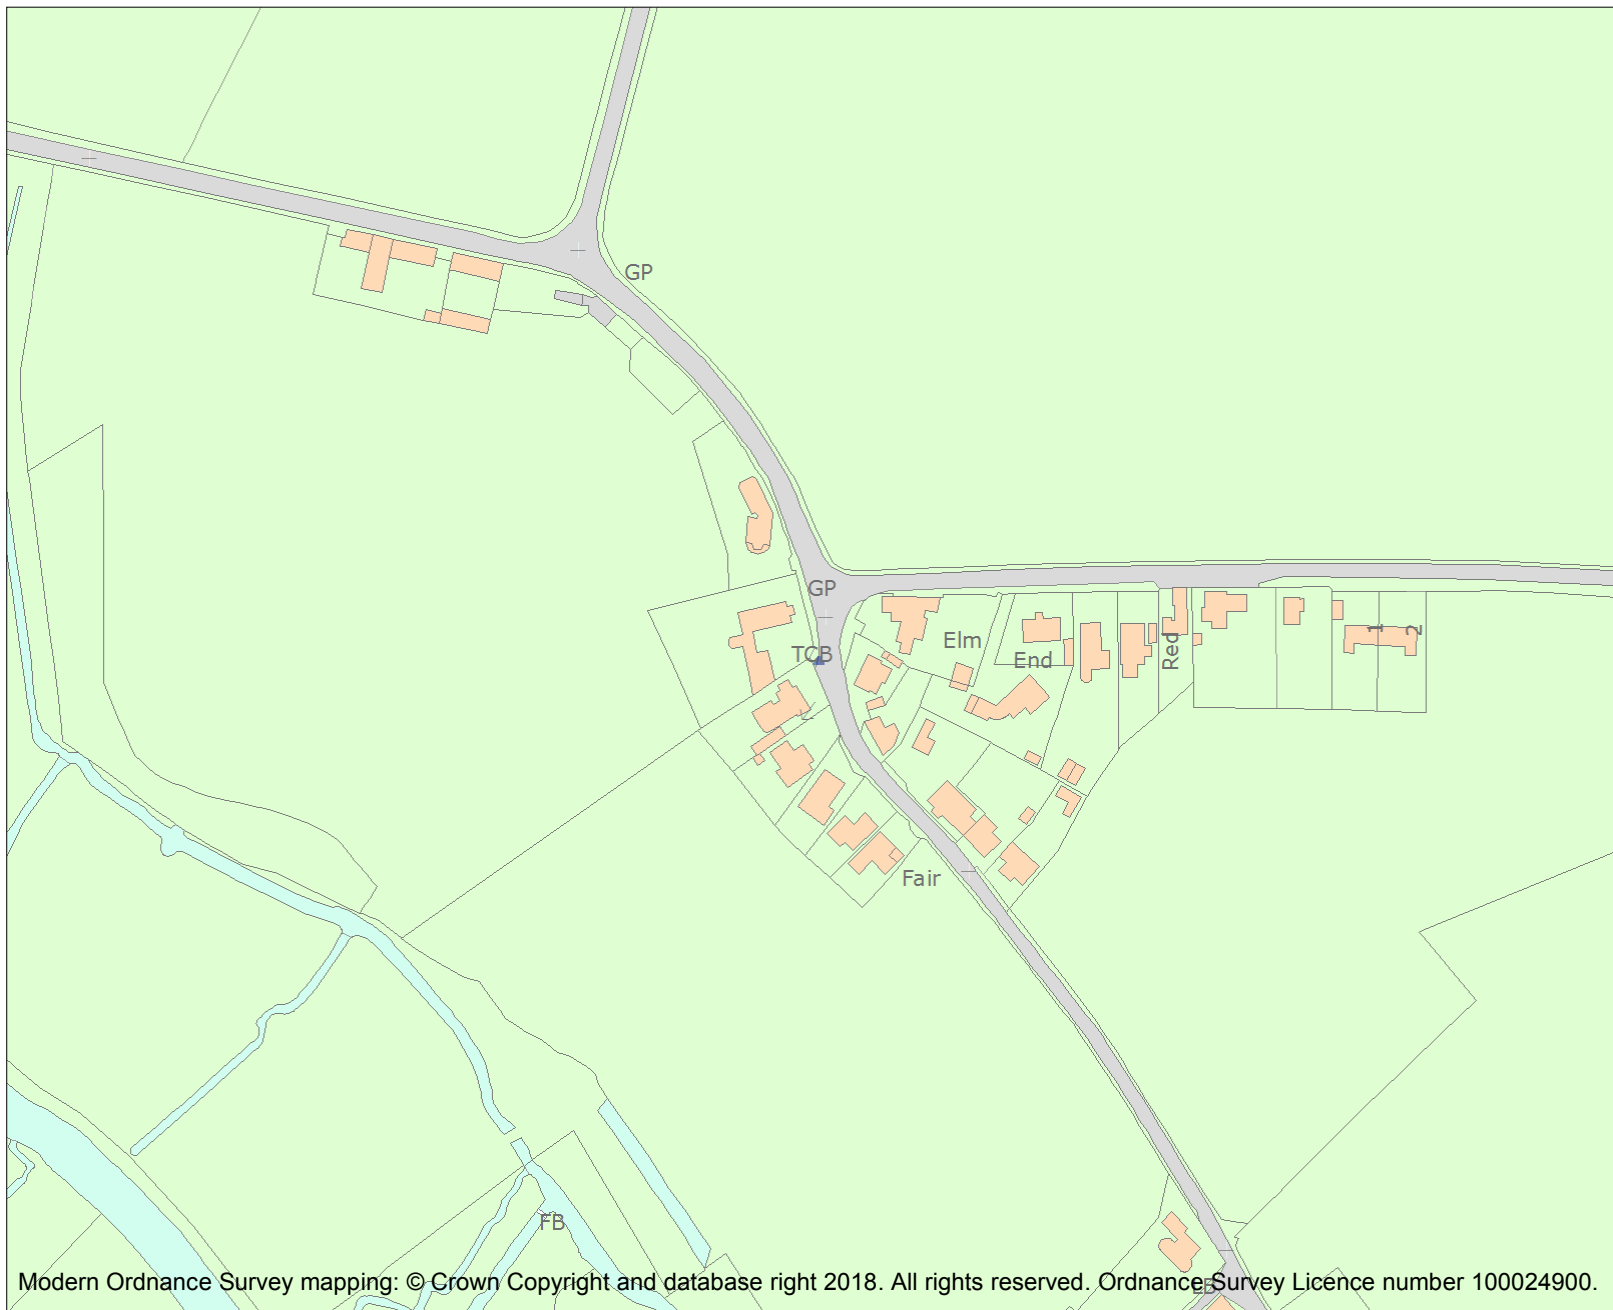 GP
GP
Elm
TCB
End
Red
1
2
Fair
FB
LB
Modern Ordnance Survey mapping: © Crown Copyright and database right 2018. All rights reserved. Ordnance Survey Licence number 100024900.